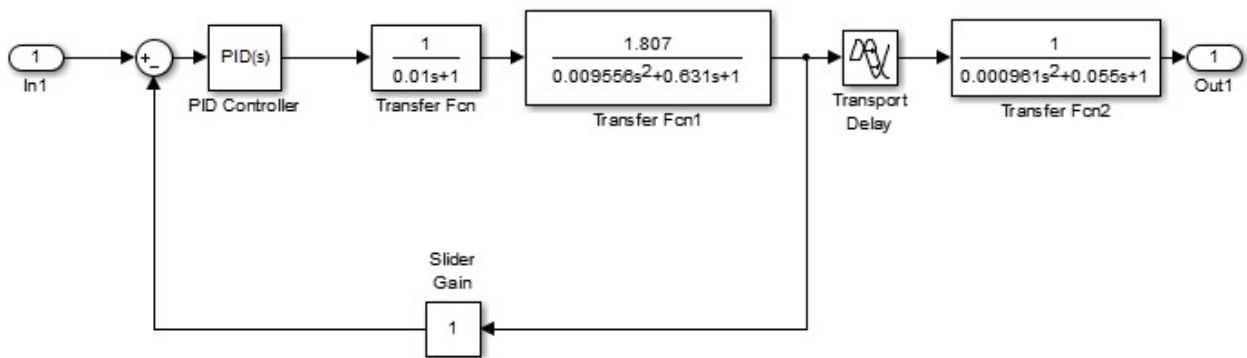 1
In1
+
−
PID(s)
PID Controller
1
0.01s+1
Transfer Fcn
1.807
0.009556s²+0.631s+1
Transfer Fcn1
Transport
Delay
1
0.000961s²+0.055s+1
Transfer Fcn2
1
Out1
Slider
Gain
1